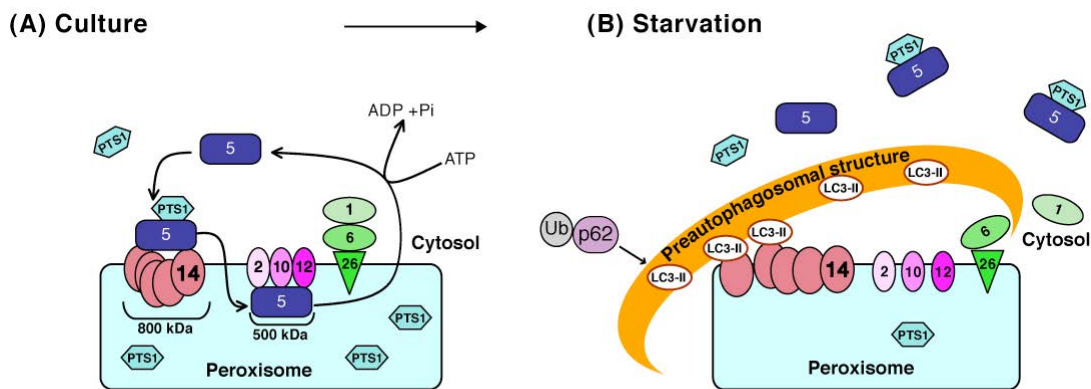 (A) Culture
(B) Starvation
ADP +Pi
ATP
PTS1
5
PTS1
5
14
800 kDa
2 10 12
5
500 kDa
1
6
26
Cytosol
PTS1
PTS1
PTS1
Peroxisome
PTS1
5
PTS1
5
5
PTS1
Preautophagosomal structure
LC3-II
LC3-II
LC3-II
LC3-II
LC3-II
Ub p62
14
2 10 12
6
26
1
Cytosol
PTS1
Peroxisome